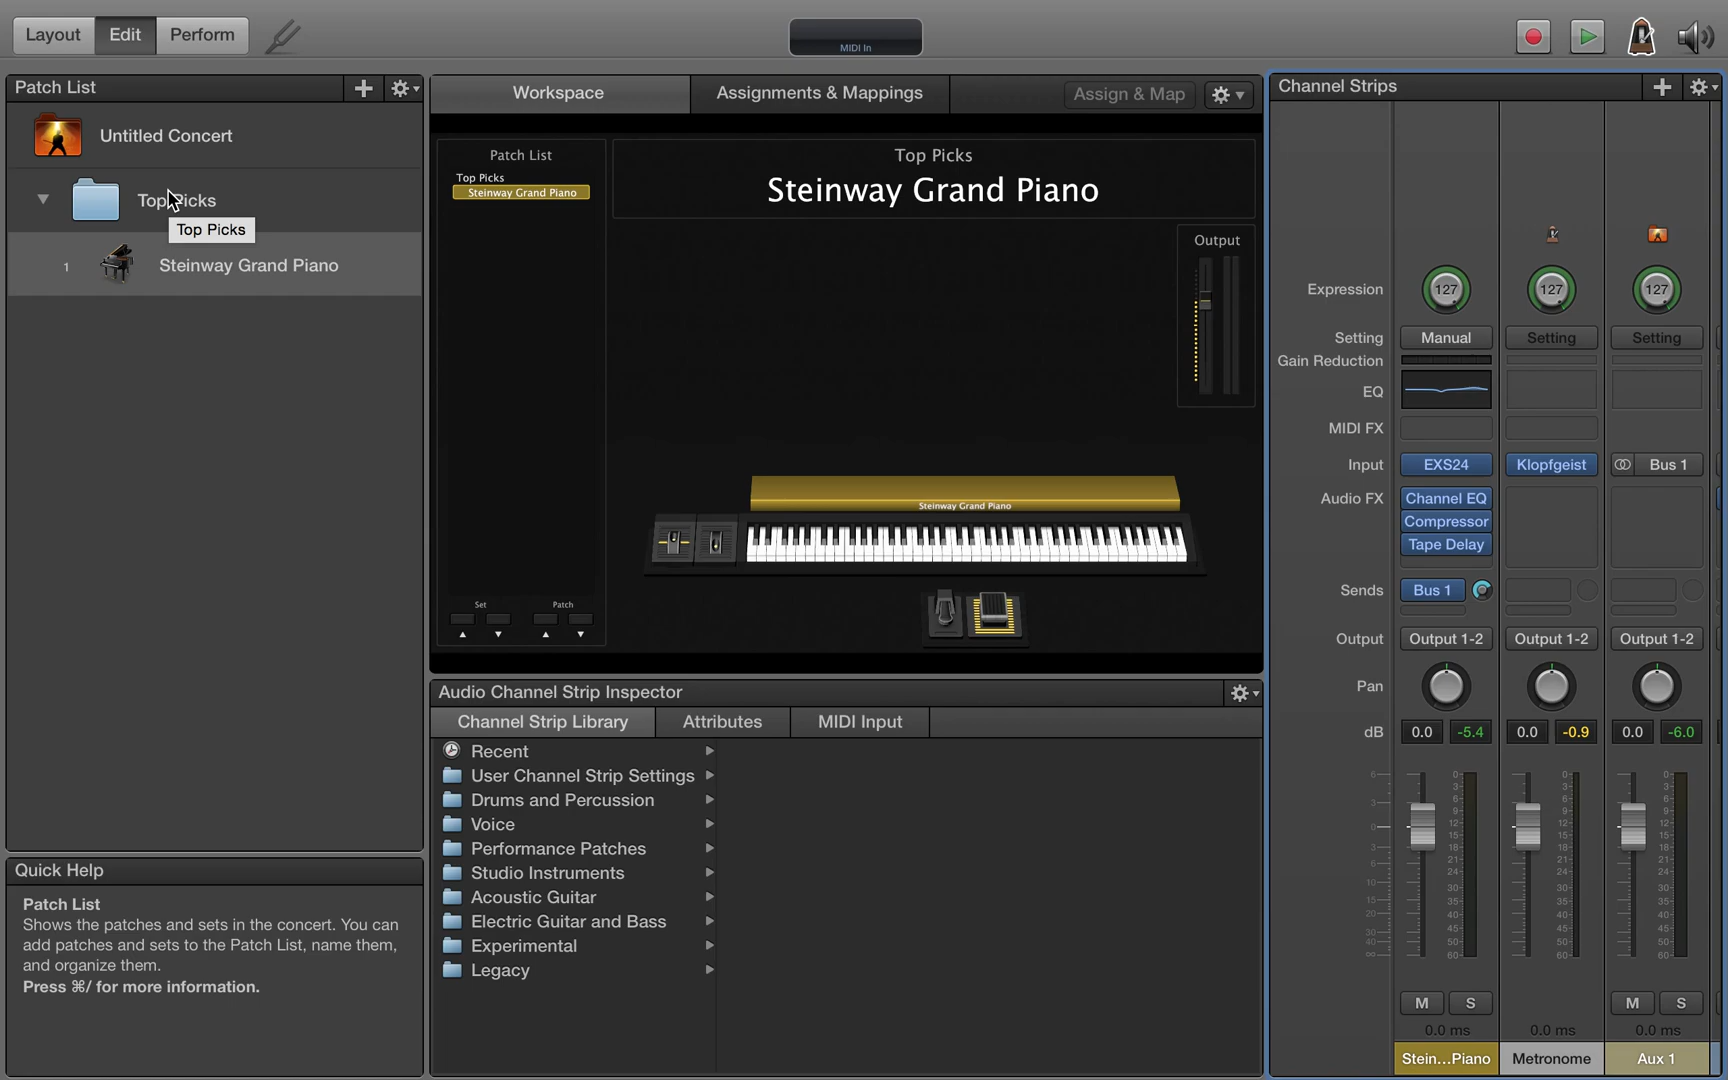 Layout Edit Perform
MIDI In
Patch List
Untitled Concert
Top Picks
Top Picks
1 Steinway Grand Piano
Quick Help
Patch List
Shows the patches and sets in the concert. You can
add patches and sets to the Patch List, name them,
and organize them.
Press ⌘/ for more information.
Workspace Assignments & Mappings Assign & Map
Patch List
Top Picks
Steinway Grand Piano
Set Patch
Top Picks
Steinway Grand Piano
Output
Steinway Grand Piano
Audio Channel Strip Inspector
Channel Strip Library Attributes MIDI Input
Recent
User Channel Strip Settings
Drums and Percussion
Voice
Performance Patches
Studio Instruments
Acoustic Guitar
Electric Guitar and Bass
Experimental
Legacy
Channel Strips
Expression 127 127 127
Setting Manual Setting Setting
Gain Reduction
EQ
MIDI FX
Input EXS24 Klopfgeist Bus 1
Audio FX Channel EQ
Compressor
Tape Delay
Sends Bus 1
Output Output 1-2 Output 1-2 Output 1-2
Pan
dB 0.0 -5.4 0.0 -0.9 0.0 -6.0
M S M S
0.0 ms 0.0 ms 0.0 ms
Stein...Piano Metronome Aux 1